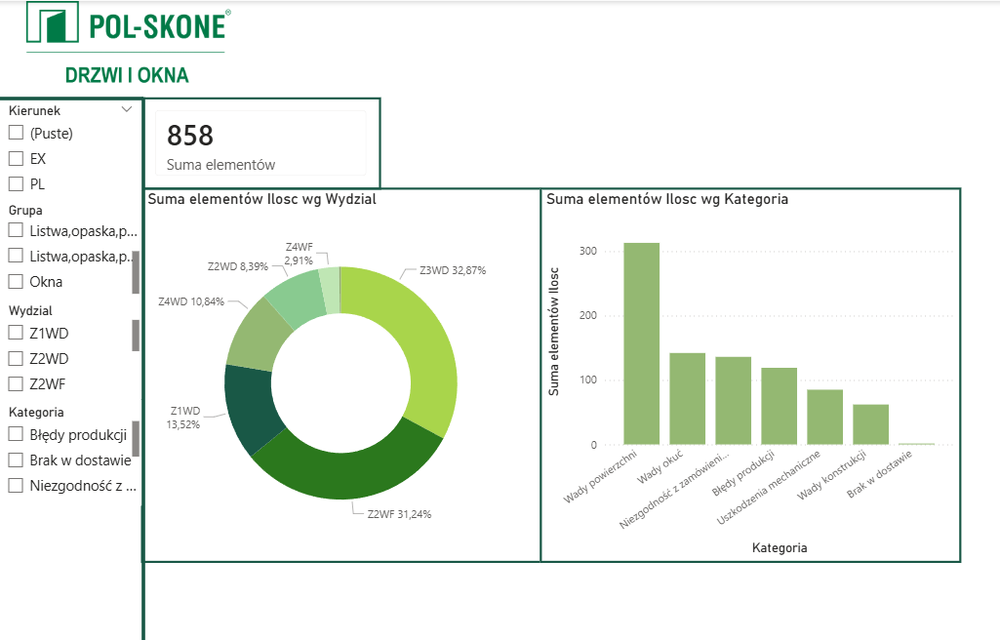 POL-SKONE®
DRZWI I OKNA
Kierunek
(Puste)
EX
PL
Grupa
Listwa,opaska,p...
Listwa,opaska,p...
Okna
Wydzial
Z1WD
Z2WD
Z2WF
Kategoria
Błędy produkcji
Brak w dostawie
Niezgodność z ...
858
Suma elementów
Suma elementów Ilosc wg Wydzial
Z4WF
2,91%
Z2WD 8,39%
Z3WD 32,87%
Z4WD 10,84%
Z1WD
13,52%
Z2WF 31,24%
Suma elementów Ilosc wg Kategoria
Suma elementów Ilosc
300
200
100
0
Wady powierzchni
Wady okuć
Niezgodność z zamówieni...
Błędy produkcji
Uszkodzenia mechaniczne
Wady konstrukcji
Brak w dostawie
Kategoria